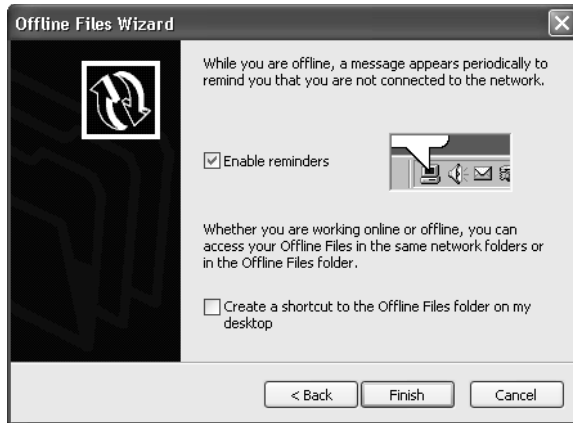 Offline Files Wizard
While you are offline, a message appears periodically to
remind you that you are not connected to the network.
Enable reminders
Whether you are working online or offline, you can
access your Offline Files in the same network folders or
in the Offline Files folder.
Create a shortcut to the Offline Files folder on my
desktop
< Back
Finish
Cancel